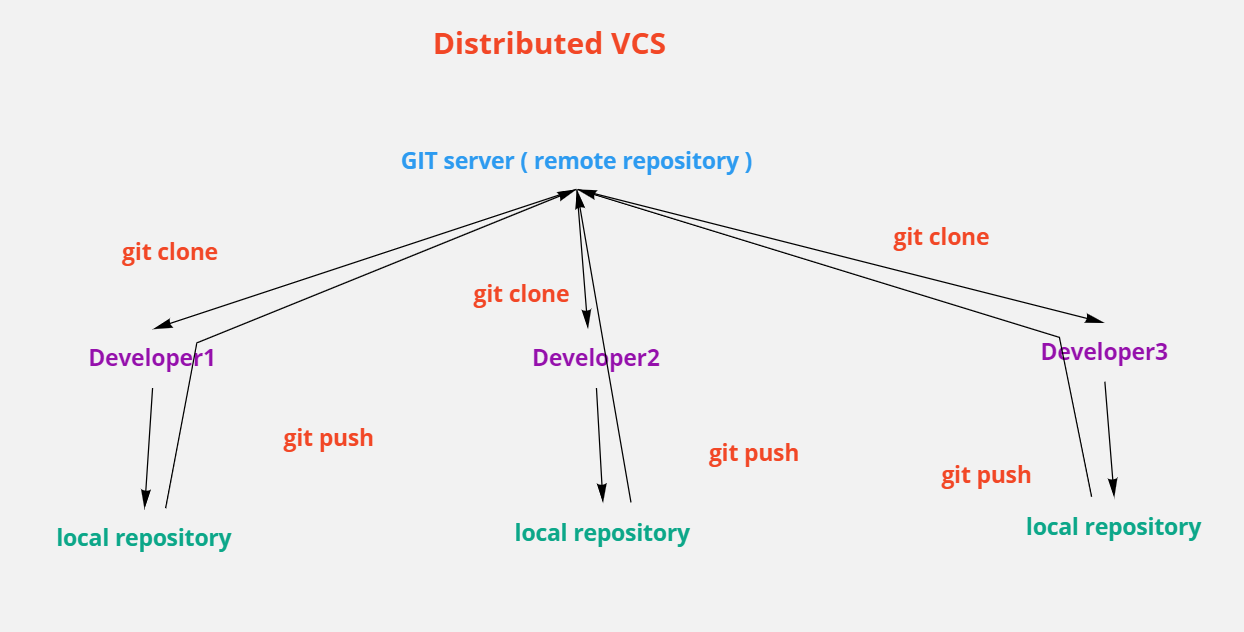 Distributed VCS
GIT server ( remote repository )
git clone
git clone
git clone
Developer1
Developer2
Developer3
git push
git push
git push
local repository
local repository
local repository